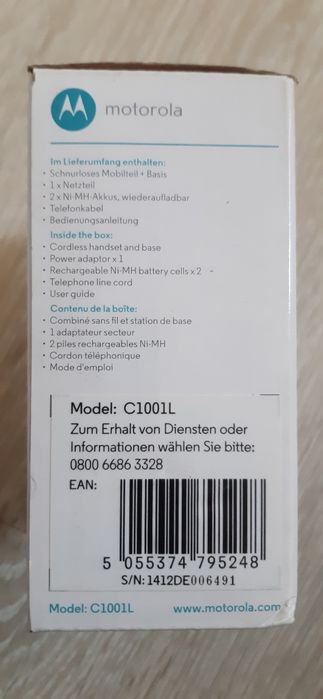 motorola
Im Lieferumfang enthalten:
• Schnurloses Mobilteil + Basis
• 1 x Netzteil
• 2 x Ni-MH-Akkus, wiederaufladbar
• Telefonkabel
• Bedienungsanleitung
Inside the box:
• Cordless handset and base
• Power adaptor x 1
• Rechargeable Ni-MH battery cells x 2
• Telephone line cord
• User guide
Contenu de la boîte:
• Combiné sans fil et station de base
• 1 adaptateur secteur
• 2 piles rechargeables Ni-MH
• Cordon téléphonique
• Mode d'emploi
Model: C1001L
Zum Erhalt von Diensten oder
Informationen wählen Sie bitte:
0800 6686 3328
EAN:
5 055374 795248
S/N: 1412DE006491
Model: C1001L www.motorola.com